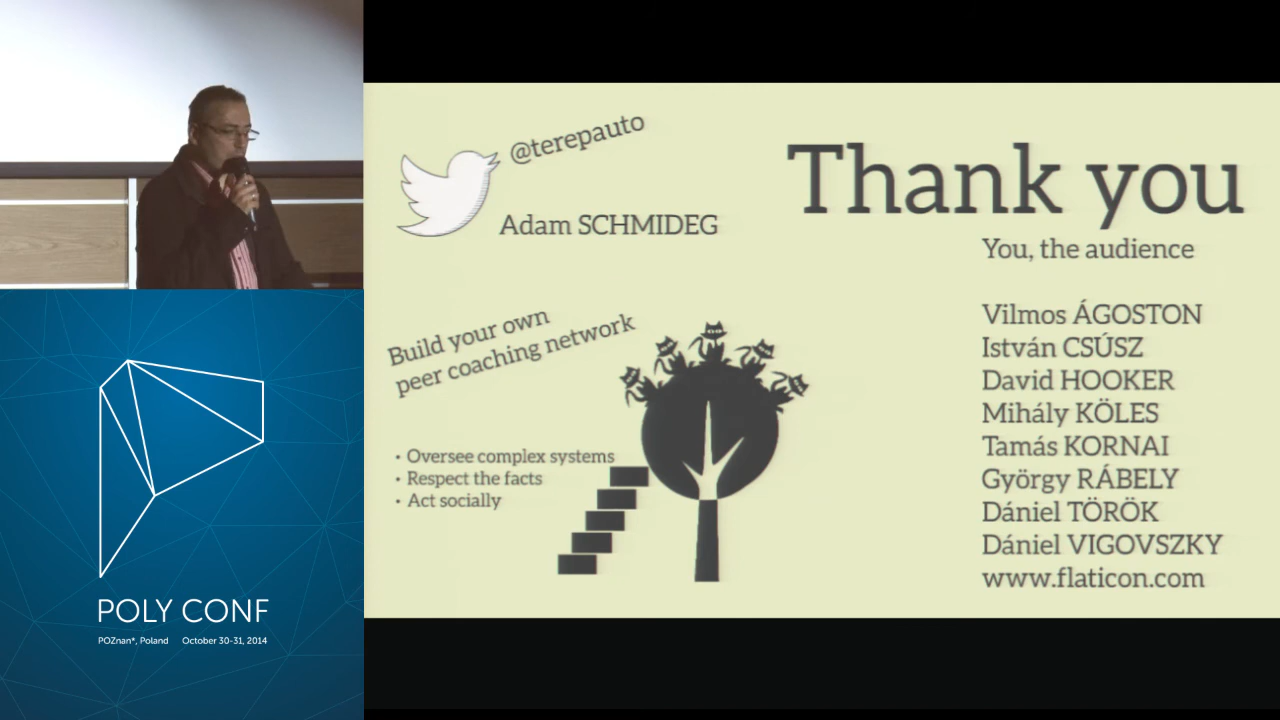 @terepauto
Adam SCHMIDEG
Thank you
You, the audience
Build your own
peer coaching network
• Oversee complex systems
• Respect the facts
• Act socially
Vilmos ÁGOSTON
István CSÚSZ
David HOOKER
Mihály KÖLES
Tamás KORNAI
György RÁBELY
Dániel TÖRÖK
Dániel VIGOVSZKY
www.flaticon.com
POLY CONF
POZnan*, Poland October 30-31, 2014